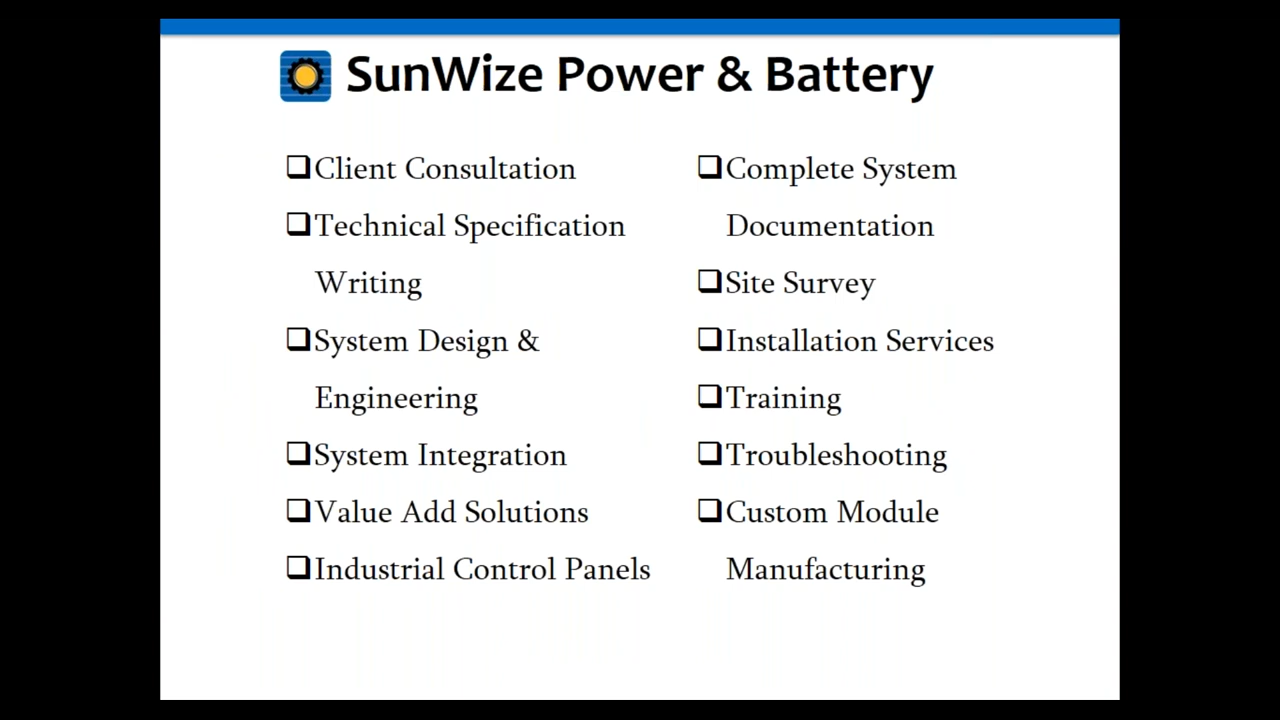 SunWize Power & Battery
❑Client Consultation
❑Technical Specification
Writing
❑System Design &
Engineering
❑System Integration
❑Value Add Solutions
❑Industrial Control Panels
❑Complete System
Documentation
❑Site Survey
❑Installation Services
❑Training
❑Troubleshooting
❑Custom Module
Manufacturing